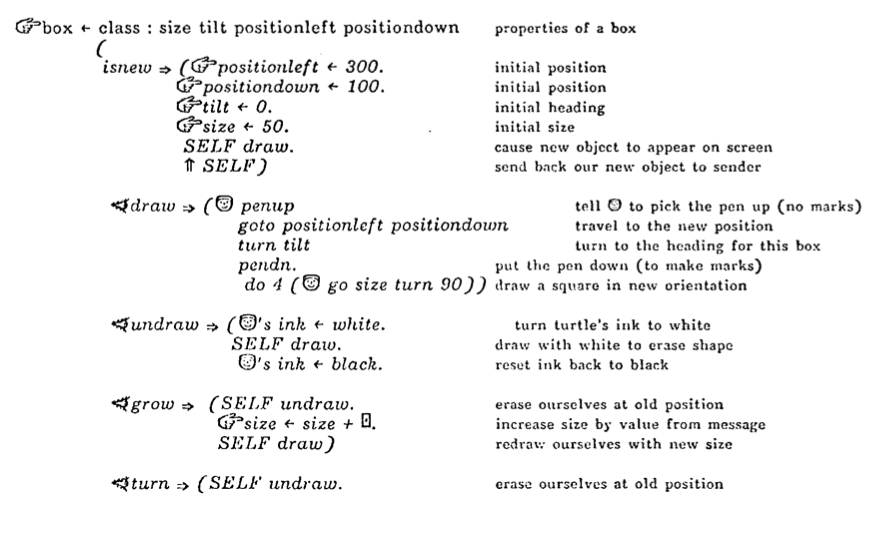 ☞box ← class : size tilt positionleft positiondown properties of a box
(
isnew ⇒ (☞positionleft ← 300. initial position
☞positiondown ← 100. initial position
☞tilt ← 0. initial heading
☞size ← 50. initial size
SELF draw. cause new object to appear on screen
⇑ SELF) send back our new object to sender
∢draw ⇒ (☺ penup tell ☺ to pick the pen up (no marks)
goto positionleft positiondown travel to the new position
turn tilt turn to the heading for this box
pendn. put the pen down (to make marks)
do 4 (☺ go size turn 90)) draw a square in new orientation
∢undraw ⇒ (☺'s ink ← white. turn turtle's ink to white
SELF draw. draw with white to erase shape
☺'s ink ← black. reset ink back to black
∢grow ⇒ (SELF undraw. erase ourselves at old position
☞size ← size + ⌷. increase size by value from message
SELF draw) redraw ourselves with new size
∢turn ⇒ (SELF undraw. erase ourselves at old position